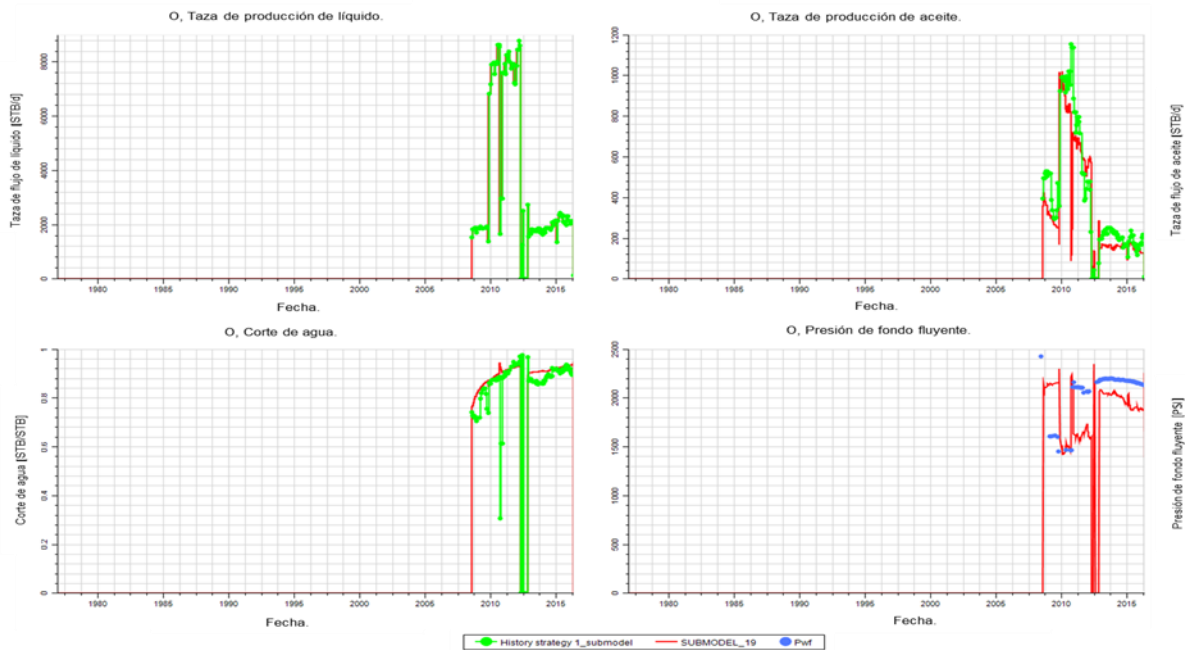 O, Taza de producción de líquido.
O, Taza de producción de aceite.
Taza de flujo de líquido [STB/d]
8000
6000
4000
2000
0
1980 1985 1990 1995 2000 2005 2010 2015
Fecha.
1200
1000
800
600
400
200
0
1980 1985 1990 1995 2000 2005 2010 2015
Fecha.
Taza de flujo de aceite [STB/d]
O, Corte de agua.
O, Presión de fondo fluyente.
Corte de agua [STB/STB]
1
0.8
0.6
0.4
0.2
0
1980 1985 1990 1995 2000 2005 2010 2015
Fecha.
2500
2000
1500
1000
500
0
1980 1985 1990 1995 2000 2005 2010 2015
Fecha.
Presión de fondo fluyente [PSI]
History strategy 1_submodel SUBMODEL_19 Pwf